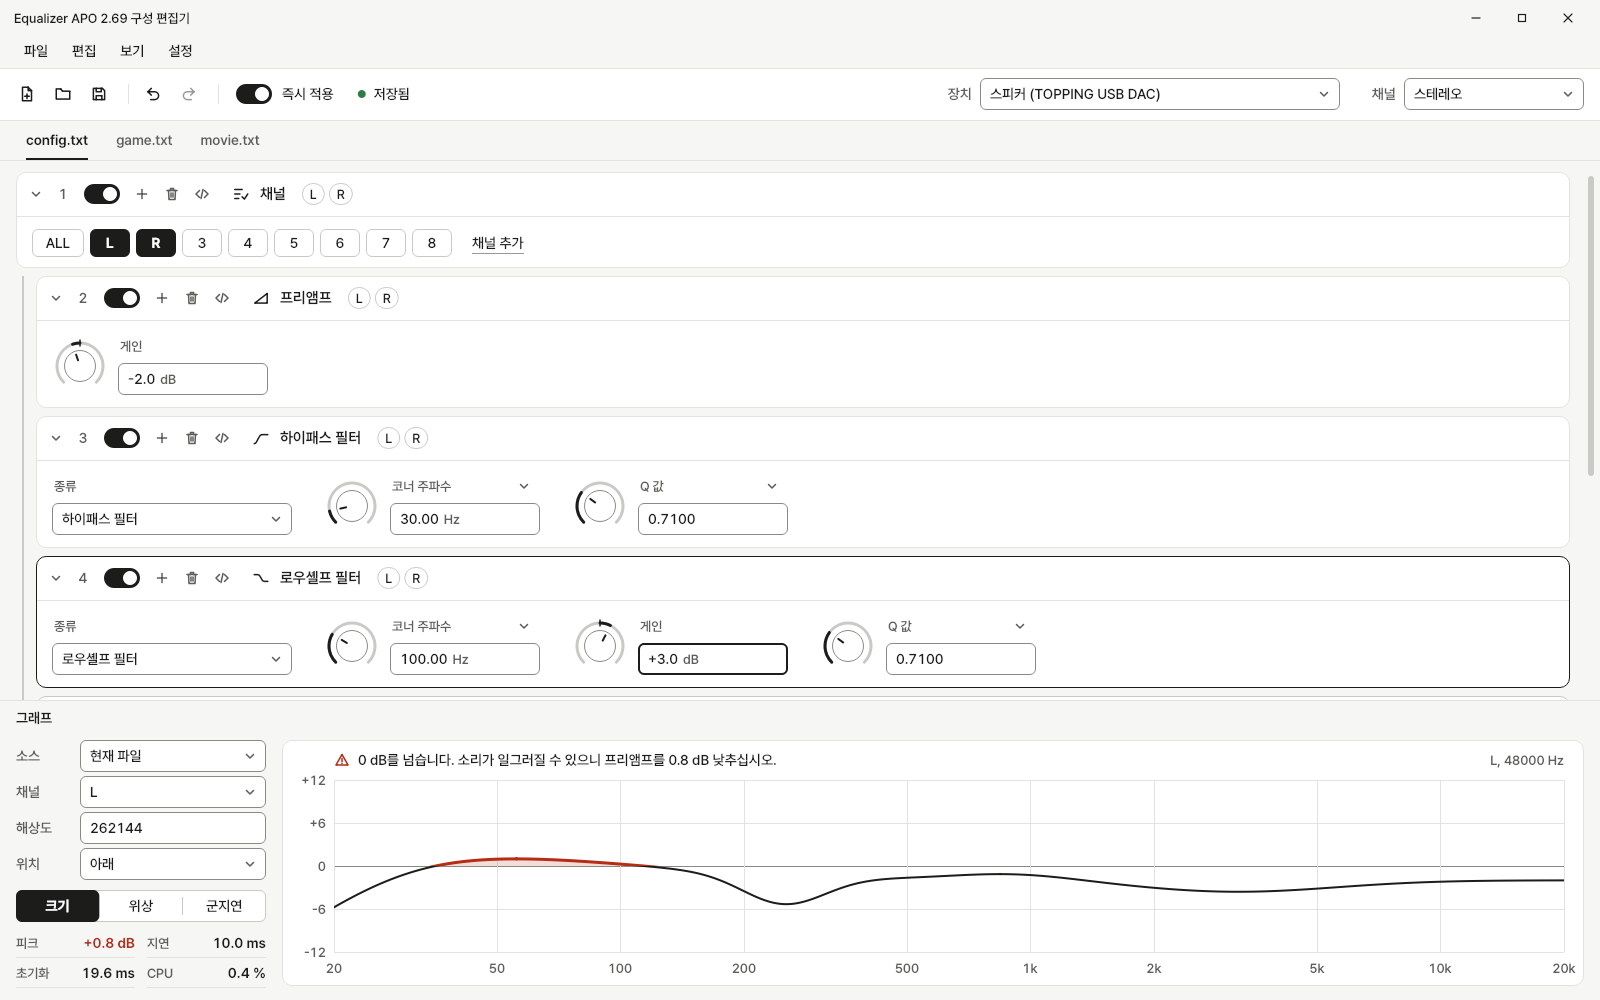 Equalizer APO 2.69 구성 편집기
파일 편집 보기 설정
즉시 적용 저장됨 장치 스피커 (TOPPING USB DAC) 채널 스테레오
config.txt game.txt movie.txt
1 채널 L R
ALL L R 3 4 5 6 7 8 채널 추가
2 프리앰프 L R
게인
-2.0 dB
3 하이패스 필터 L R
종류 코너 주파수 Q 값
하이패스 필터 30.00 Hz 0.7100
4 로우셸프 필터 L R
종류 코너 주파수 게인 Q 값
로우셸프 필터 100.00 Hz +3.0 dB 0.7100
그래프
소스 현재 파일
채널 L
해상도 262144
위치 아래
크기 위상 군지연
피크 +0.8 dB 지연 10.0 ms
초기화 19.6 ms CPU 0.4 %
0 dB를 넘습니다. 소리가 일그러질 수 있으니 프리앰프를 0.8 dB 낮추십시오. L, 48000 Hz
+12
+6
0
-6
-12
20 50 100 200 500 1k 2k 5k 10k 20k